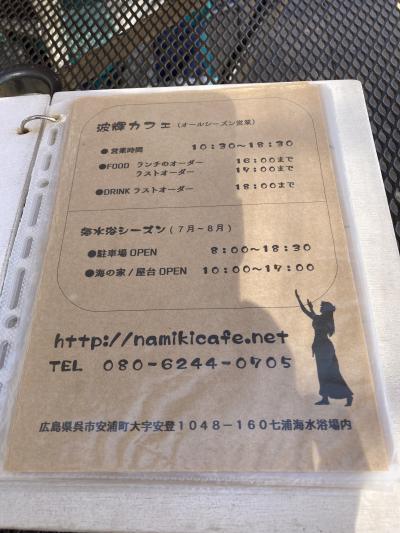 波輝カフェ（オールシーズン営業）
●営業時間 10:30〜18:30
●FOOD ランチのオーダー 16:00まで
ラストオーダー 17:00まで
●DRINK ラストオーダー 18:00まで
海水浴シーズン（７月〜８月）
●駐車場 OPEN 8:00〜18:30
●海の家／屋台 OPEN 10:00〜17:00
http://namikicafe.net
TEL 080-6244-0705
広島県呉市安浦町大字安登１０４８−１６０七浦海水浴場内